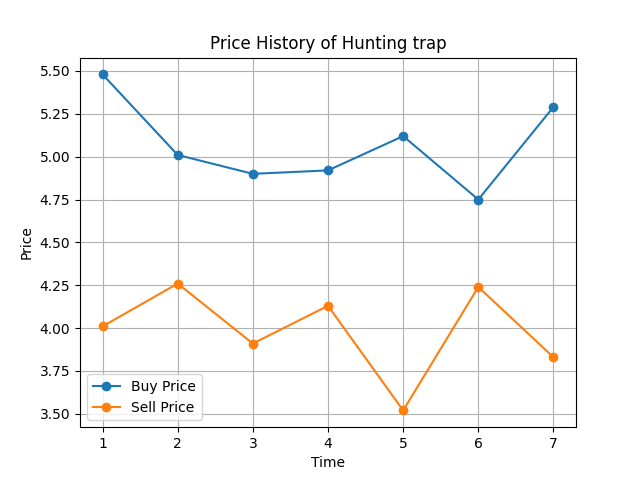 Price History of Hunting trap
5.50
5.25
5.00
4.75
4.50
4.25
4.00
3.75
3.50
Price
Buy Price
Sell Price
1 2 3 4 5 6 7
Time